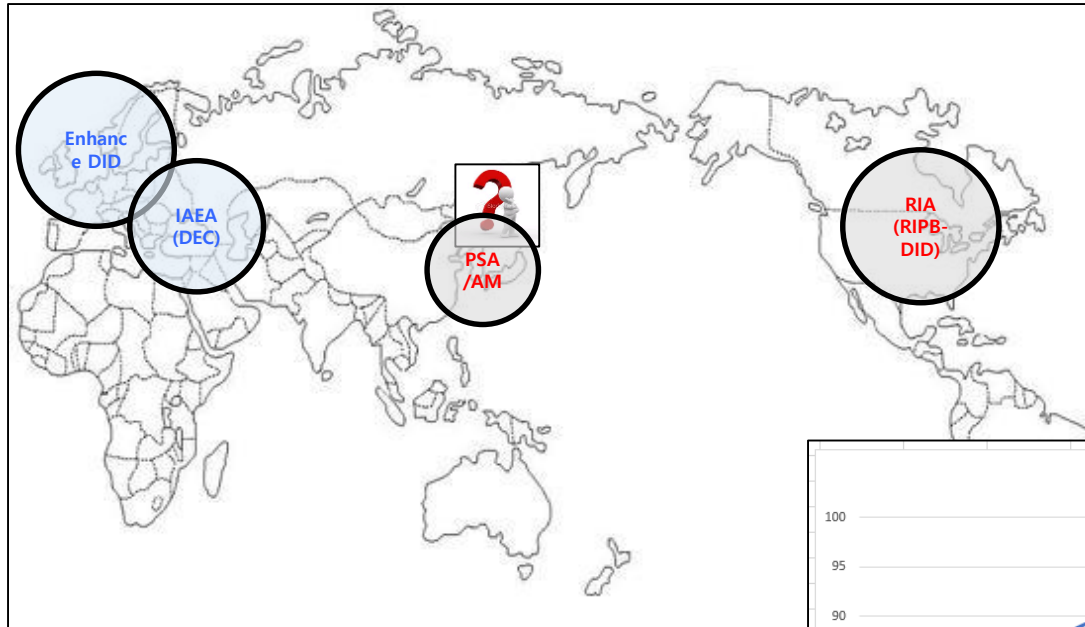 Enhanc
e DID
IAEA
(DEC)
PSA
/AM
RIA
(RIPB-
DID)
100
95
90